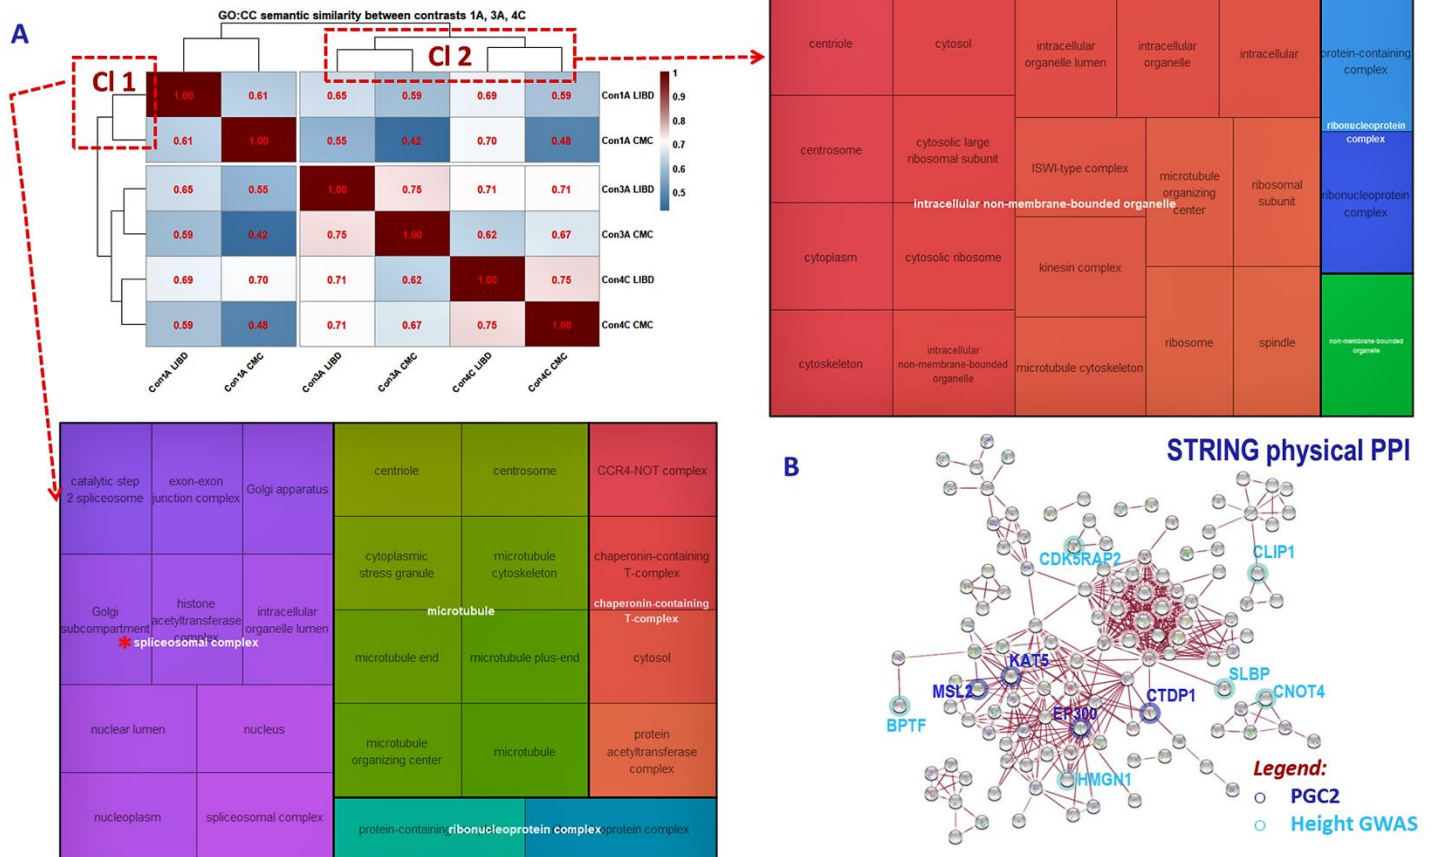 A
GO:CC semantic similarity between contrasts 1A, 3A, 4C
Cl 1
Cl 2
1.00 0.61 0.65 0.59 0.69 0.59 Con1A LIBD
0.61 1.00 0.55 0.42 0.70 0.48 Con1A CMC
0.65 0.55 1.00 0.75 0.71 0.71 Con3A LIBD
0.59 0.42 0.75 1.00 0.62 0.67 Con3A CMC
0.69 0.70 0.71 0.62 1.00 0.75 Con4C LIBD
0.59 0.48 0.71 0.67 0.75 1.00 Con4C CMC
Con1A LIBD Con1A CMC Con3A LIBD Con3A CMC Con4C LIBD Con4C CMC
1
0.9
0.8
0.7
0.6
0.5
centriole
cytosol
intracellular
organelle lumen
intracellular
organelle
intracellular
protein-containing
complex
ribonucleoprotein
complex
centrosome
cytosolic large
ribosomal subunit
ISWI-type complex
microtubule
organizing
center
ribosomal
subunit
ribonucleoprotein
complex
intracellular non-membrane-bounded organelle
cytoplasm
cytosolic ribosome
kinesin complex
cytoskeleton
intracellular
non-membrane-bounded
organelle
microtubule cytoskeleton
ribosome
spindle
non-membrane-bounded
organelle
catalytic step
2 spliceosome
exon-exon
junction complex
Golgi apparatus
Golgi
subcompartment
histone
acetyltransferase
complex
intracellular
organelle lumen
* spliceosomal complex
nuclear lumen
nucleus
nucleoplasm
spliceosomal complex
centriole
centrosome
cytoplasmic
stress granule
microtubule
cytoskeleton
microtubule
microtubule end
microtubule plus-end
microtubule
organizing center
microtubule
CCR4-NOT complex
chaperonin-containing
T-complex
chaperonin-containing
T-complex
cytosol
protein
acetyltransferase
complex
protein-containing
ribonucleoprotein complex
complex
B
STRING physical PPI
CDK5RAP2
CLIP1
KAT5
MSL2
SLBP
CNOT4
CTDP1
EP300
BPTF
HMGN1
Legend:
PGC2
Height GWAS